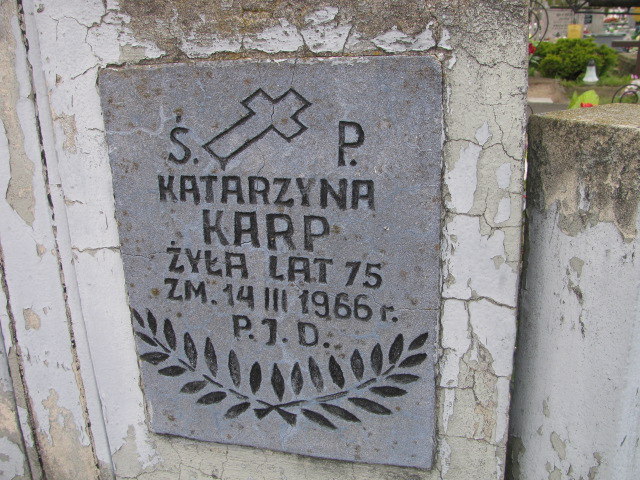 Ś. P.
KATARZYNA
KARP
ŻYŁA LAT 75
ZM. 14 III 1966 r.
P.J.D.